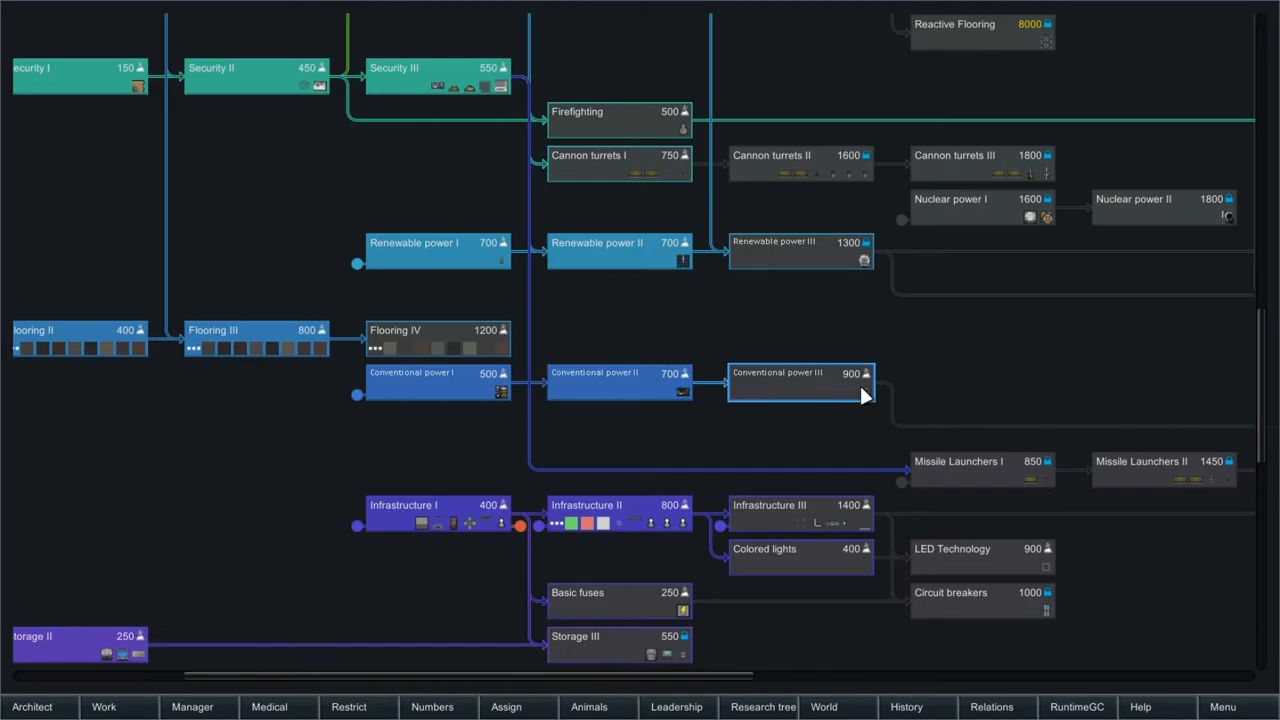 Reactive Flooring 8000
ecurity I 150
Security II 450
Security III 550
Firefighting 500
Cannon turrets I 750
Cannon turrets II 1600
Cannon turrets III 1800
Nuclear power I 1600
Nuclear power II 1800
Renewable power I 700
Renewable power II 700
Renewable power III 1300
looring II 400
Flooring III 800
Flooring IV 1200
Conventional power I 500
Conventional power II 700
Conventional power III 900
Missile Launchers I 850
Missile Launchers II 1450
Infrastructure I 400
Infrastructure II 800
Infrastructure III 1400
Colored lights 400
LED Technology 900
Basic fuses 250
Circuit breakers 1000
torage II 250
Storage III 550
Architect Work Manager Medical Restrict Numbers Assign Animals Leadership Research tree World History Relations RuntimeGC Help Menu